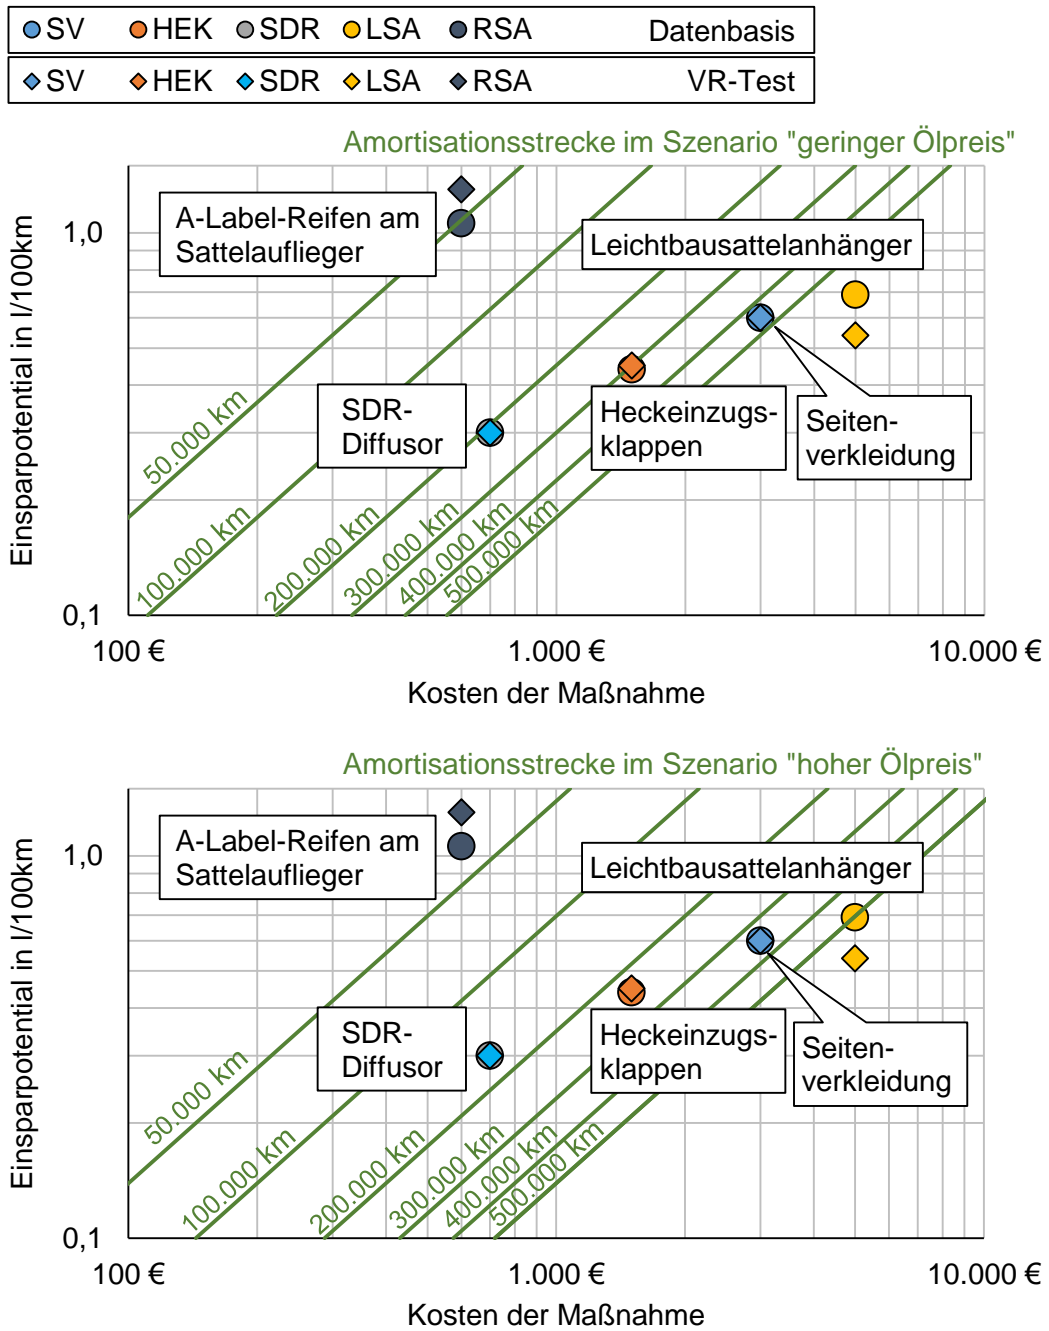 SV HEK SDR LSA RSA Datenbasis
SV HEK SDR LSA RSA VR-Test
Amortisationsstrecke im Szenario "geringer Ölpreis"
Einsparpotential in l/100km
1,0
0,1
A-Label-Reifen am
Sattelauflieger
Leichtbausattelanhänger
SDR-
Diffusor
Heckeinzugs-
klappen
Seiten-
verkleidung
50.000 km
100.000 km
200.000 km
300.000 km
400.000 km
500.000 km
100 €
1.000 €
10.000 €
Kosten der Maßnahme
Amortisationsstrecke im Szenario "hoher Ölpreis"
Einsparpotential in l/100km
1,0
0,1
A-Label-Reifen am
Sattelauflieger
Leichtbausattelanhänger
SDR-
Diffusor
Heckeinzugs-
klappen
Seiten-
verkleidung
50.000 km
100.000 km
200.000 km
300.000 km
400.000 km
500.000 km
100 €
1.000 €
10.000 €
Kosten der Maßnahme